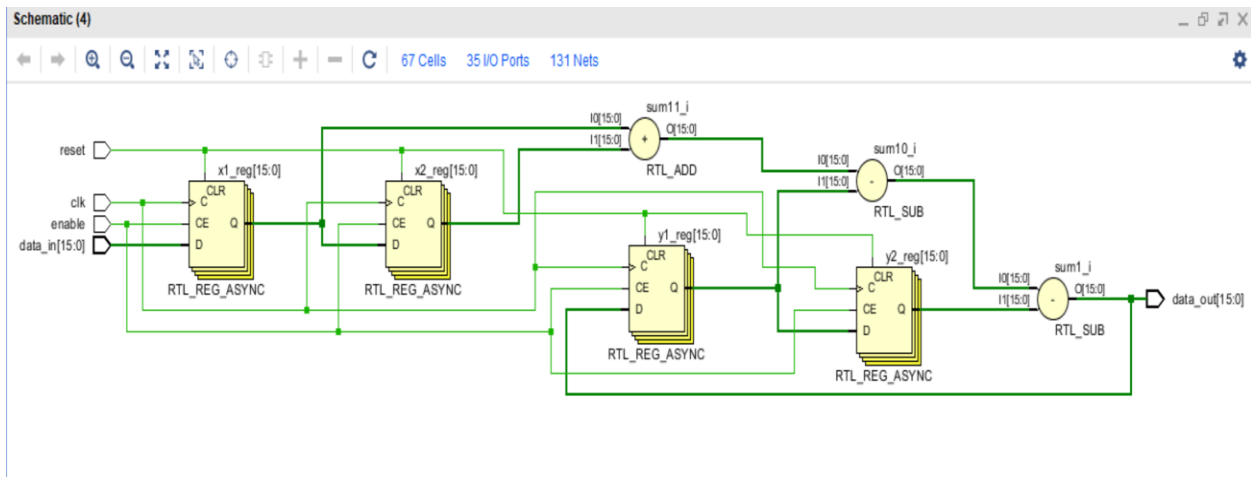 Schematic (4)
67 Cells 35 I/O Ports 131 Nets
sum11_i
I0[15:0]
O[15:0]
I1[15:0]
+
RTL_ADD
sum10_i
I0[15:0]
O[15:0]
I1[15:0]
-
RTL_SUB
reset
clk
enable
data_in[15:0]
x1_reg[15:0]
CLR
C
CE Q
D
RTL_REG_ASYNC
x2_reg[15:0]
CLR
C
CE Q
D
RTL_REG_ASYNC
y1_reg[15:0]
CLR
C
CE Q
D
RTL_REG_ASYNC
y2_reg[15:0]
CLR
C
CE Q
D
RTL_REG_ASYNC
sum1_i
I0[15:0]
O[15:0]
I1[15:0]
-
RTL_SUB
data_out[15:0]